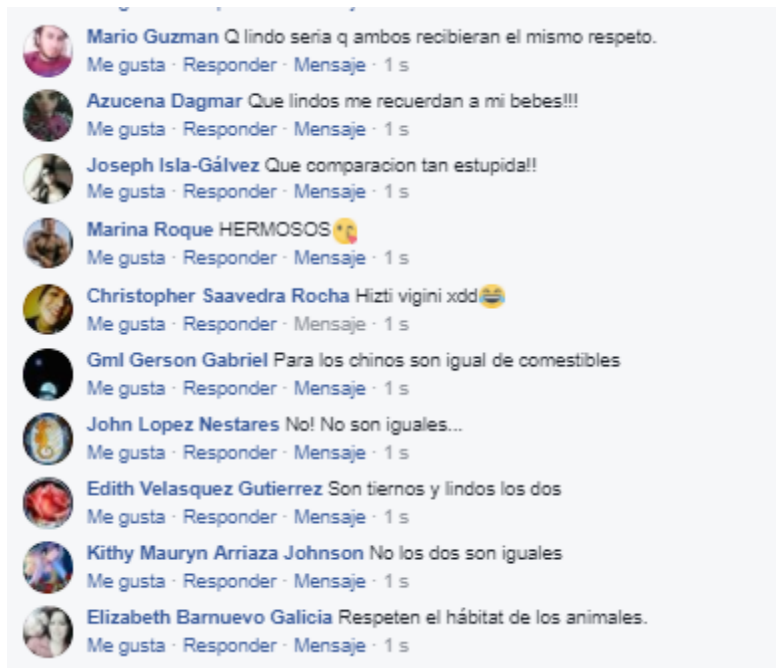 Mario Guzman Q lindo seria q ambos recibieran el mismo respeto.
Me gusta · Responder · Mensaje · 1 s
Azucena Dagmar Que lindos me recuerdan a mi bebes!!!
Me gusta · Responder · Mensaje · 1 s
Joseph Isla-Gálvez Que comparacion tan estupida!!
Me gusta · Responder · Mensaje · 1 s
Marina Roque HERMOSOS😘
Me gusta · Responder · Mensaje · 1 s
Christopher Saavedra Rocha Hizti vigini xdd😂
Me gusta · Responder · Mensaje · 1 s
Gml Gerson Gabriel Para los chinos son igual de comestibles
Me gusta · Responder · Mensaje · 1 s
John Lopez Nestares No! No son iguales...
Me gusta · Responder · Mensaje · 1 s
Edith Velasquez Gutierrez Son tiernos y lindos los dos
Me gusta · Responder · Mensaje · 1 s
Kithy Mauryn Arriaza Johnson No los dos son iguales
Me gusta · Responder · Mensaje · 1 s
Elizabeth Barnuevo Galicia Respeten el hábitat de los animales.
Me gusta · Responder · Mensaje · 1 s